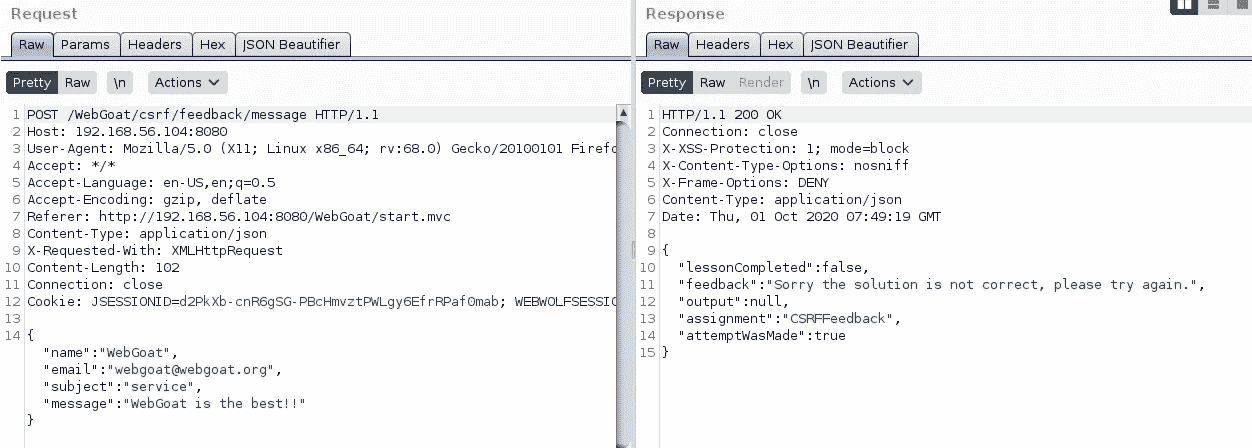 Request
Raw Params Headers Hex JSON Beautifier
Pretty Raw \n Actions
1 POST /WebGoat/csrf/feedback/message HTTP/1.1
2 Host: 192.168.56.104:8080
3 User-Agent: Mozilla/5.0 (X11; Linux x86_64; rv:68.0) Gecko/20100101 Firefo
4 Accept: */*
5 Accept-Language: en-US,en;q=0.5
6 Accept-Encoding: gzip, deflate
7 Referer: http://192.168.56.104:8080/WebGoat/start.mvc
8 Content-Type: application/json
9 X-Requested-With: XMLHttpRequest
10 Content-Length: 102
11 Connection: close
12 Cookie: JSESSIONID=d2PkXb-cnR6gSG-PBcHmvztPWLgy6EfrRPaf0mab; WEBWOLFSESSIO
13
14 {
"name":"WebGoat",
"email":"webgoat@webgoat.org",
"subject":"service",
"message":"WebGoat is the best!!"
}
Response
Raw Headers Hex JSON Beautifier
Pretty Raw Render \n Actions
1 HTTP/1.1 200 OK
2 Connection: close
3 X-XSS-Protection: 1; mode=block
4 X-Content-Type-Options: nosniff
5 X-Frame-Options: DENY
6 Content-Type: application/json
7 Date: Thu, 01 Oct 2020 07:49:19 GMT
8
9 {
10 "lessonCompleted":false,
11 "feedback":"Sorry the solution is not correct, please try again.",
12 "output":null,
13 "assignment":"CSRFFeedback",
14 "attemptWasMade":true
15 }